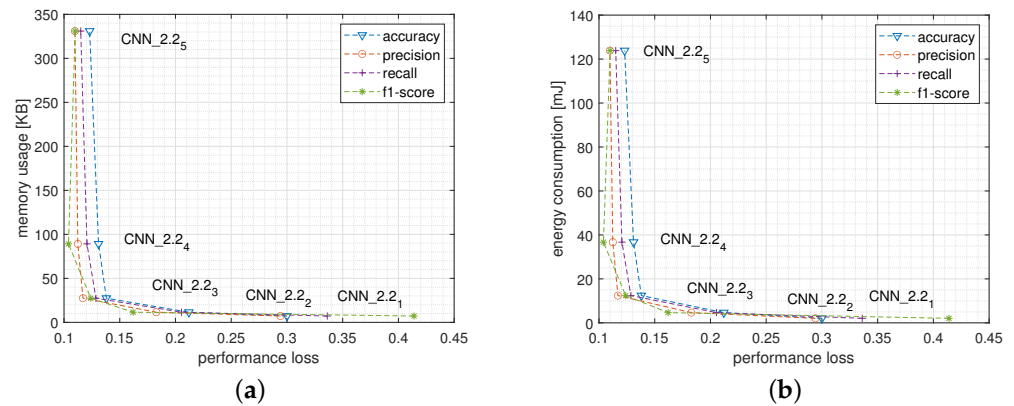 350
300
250
200
150
100
50
0
memory usage [KB]
0.1 0.15 0.2 0.25 0.3 0.35 0.4 0.45
performance loss
CNN_2.2₅
CNN_2.2₄
CNN_2.2₃
CNN_2.2₂
CNN_2.2₁
accuracy
precision
recall
f1-score
(a)
140
120
100
80
60
40
20
0
energy consumption [mJ]
0.1 0.15 0.2 0.25 0.3 0.35 0.4 0.45
performance loss
CNN_2.2₅
CNN_2.2₄
CNN_2.2₃
CNN_2.2₂
CNN_2.2₁
accuracy
precision
recall
f1-score
(b)